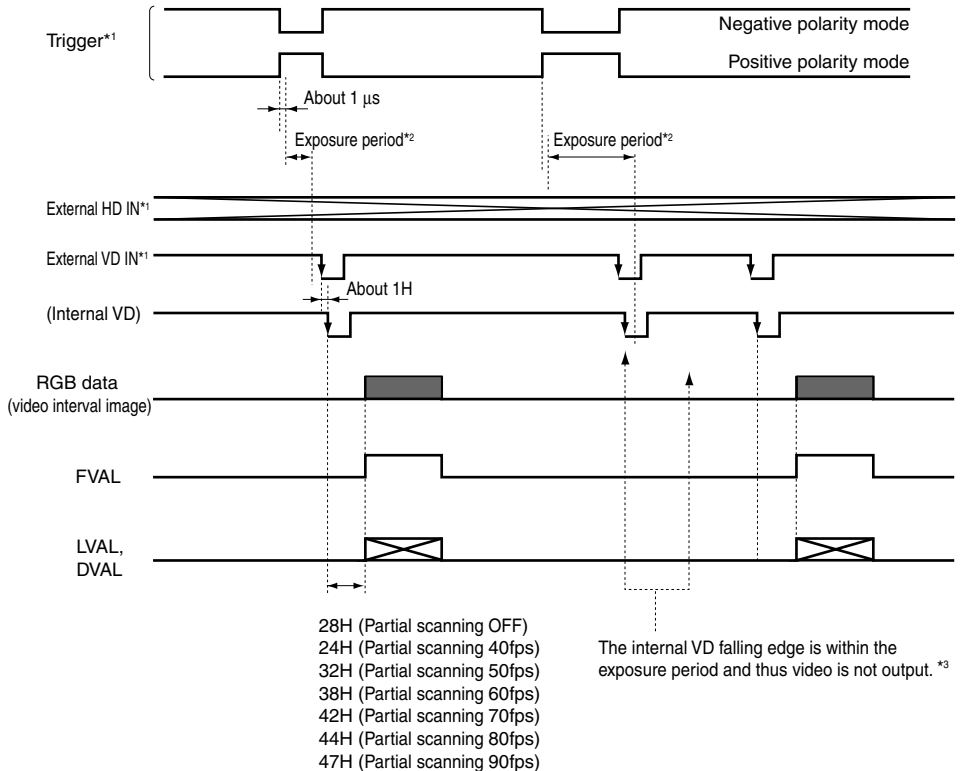 Negative polarity mode
Trigger*1
Positive polarity mode
About 1 μs
Exposure period*2
Exposure period*2
External HD IN*1
External VD IN*1
About 1H
(Internal VD)
RGB data
(video interval image)
FVAL
LVAL,
DVAL
28H (Partial scanning OFF)
24H (Partial scanning 40fps)
32H (Partial scanning 50fps)
38H (Partial scanning 60fps)
42H (Partial scanning 70fps)
44H (Partial scanning 80fps)
47H (Partial scanning 90fps)
The internal VD falling edge is within the
exposure period and thus video is not output. *3